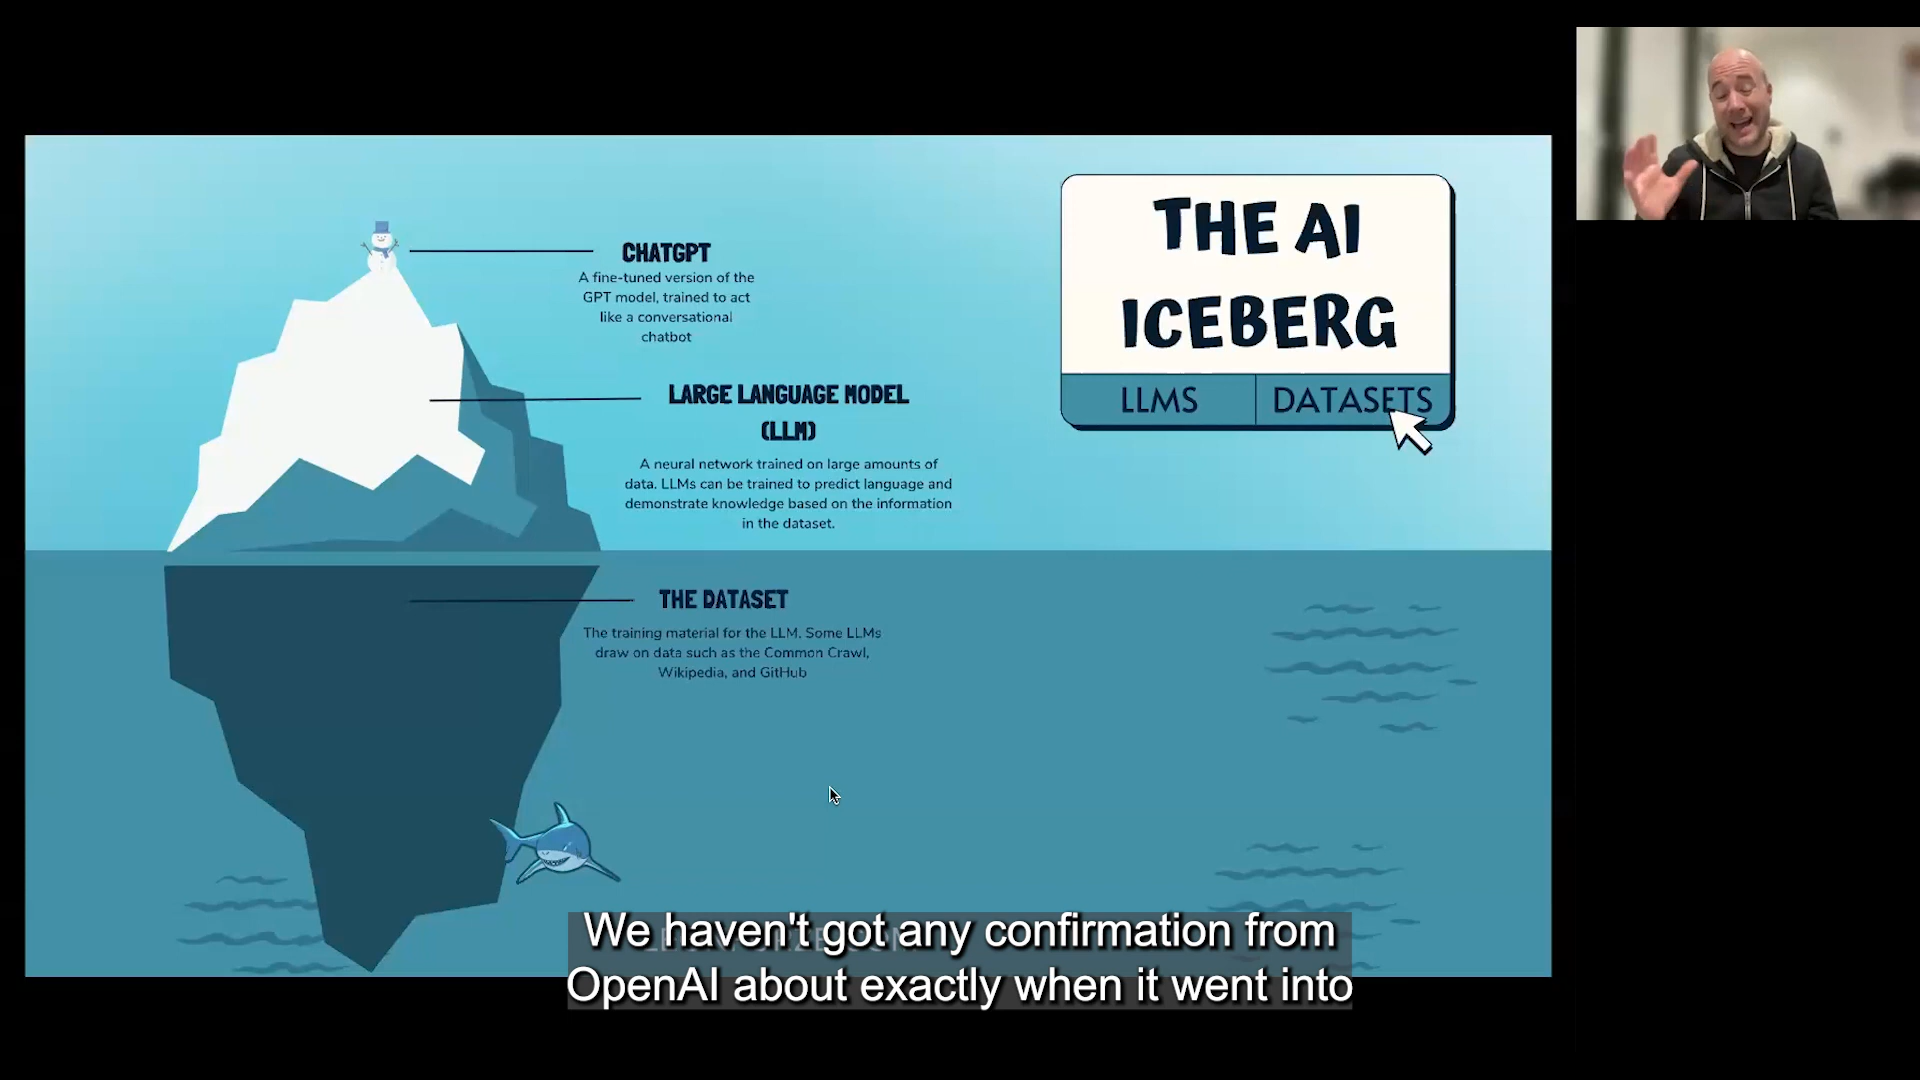 THE AI
ICEBERG
LLMS DATASETS
CHATGPT
A fine-tuned version of the
GPT model, trained to act
like a conversational
chatbot
LARGE LANGUAGE MODEL
(LLM)
A neural network trained on large amounts of
data. LLMs can be trained to predict language and
demonstrate knowledge based on the information
in the dataset.
THE DATASET
The training material for the LLM. Some LLMs
draw on data such as the Common Crawl,
Wikipedia, and GitHub
We haven't got any confirmation from
OpenAI about exactly when it went into